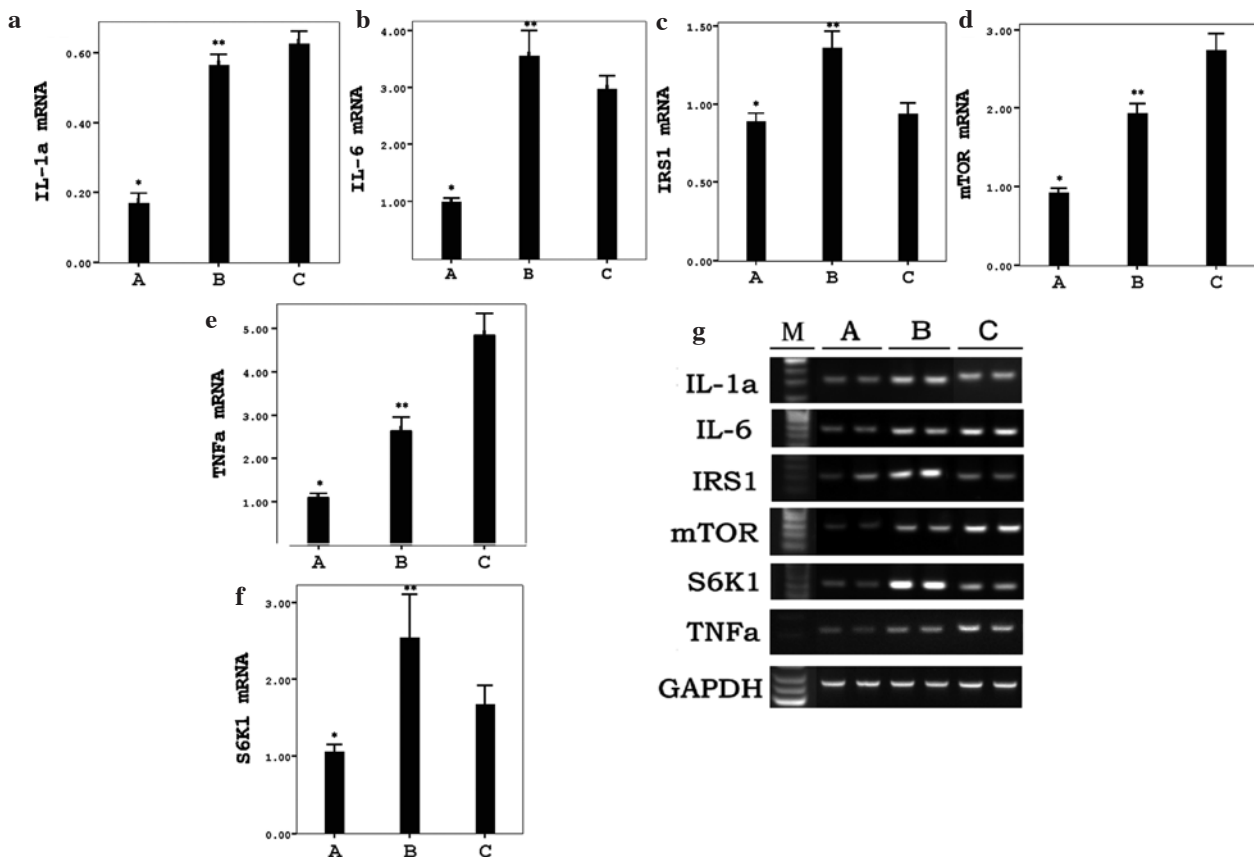 a
IL-1a mRNA
0.60
0.40
0.20
0.00
*
**
A B C
b
IL-6 mRNA
4.00
3.00
2.00
1.00
*
**
A B C
c
IRS1 mRNA
1.50
1.00
0.50
0.00
*
**
A B C
d
mTOR mRNA
3.00
2.00
1.00
0.00
*
**
A B C
e
TNFa mRNA
5.00
4.00
3.00
2.00
1.00
*
**
A B C
f
S6K1 mRNA
3.00
2.00
1.00
0.00
*
**
A B C
g
M A B C
IL-1a
IL-6
IRS1
mTOR
S6K1
TNFa
GAPDH